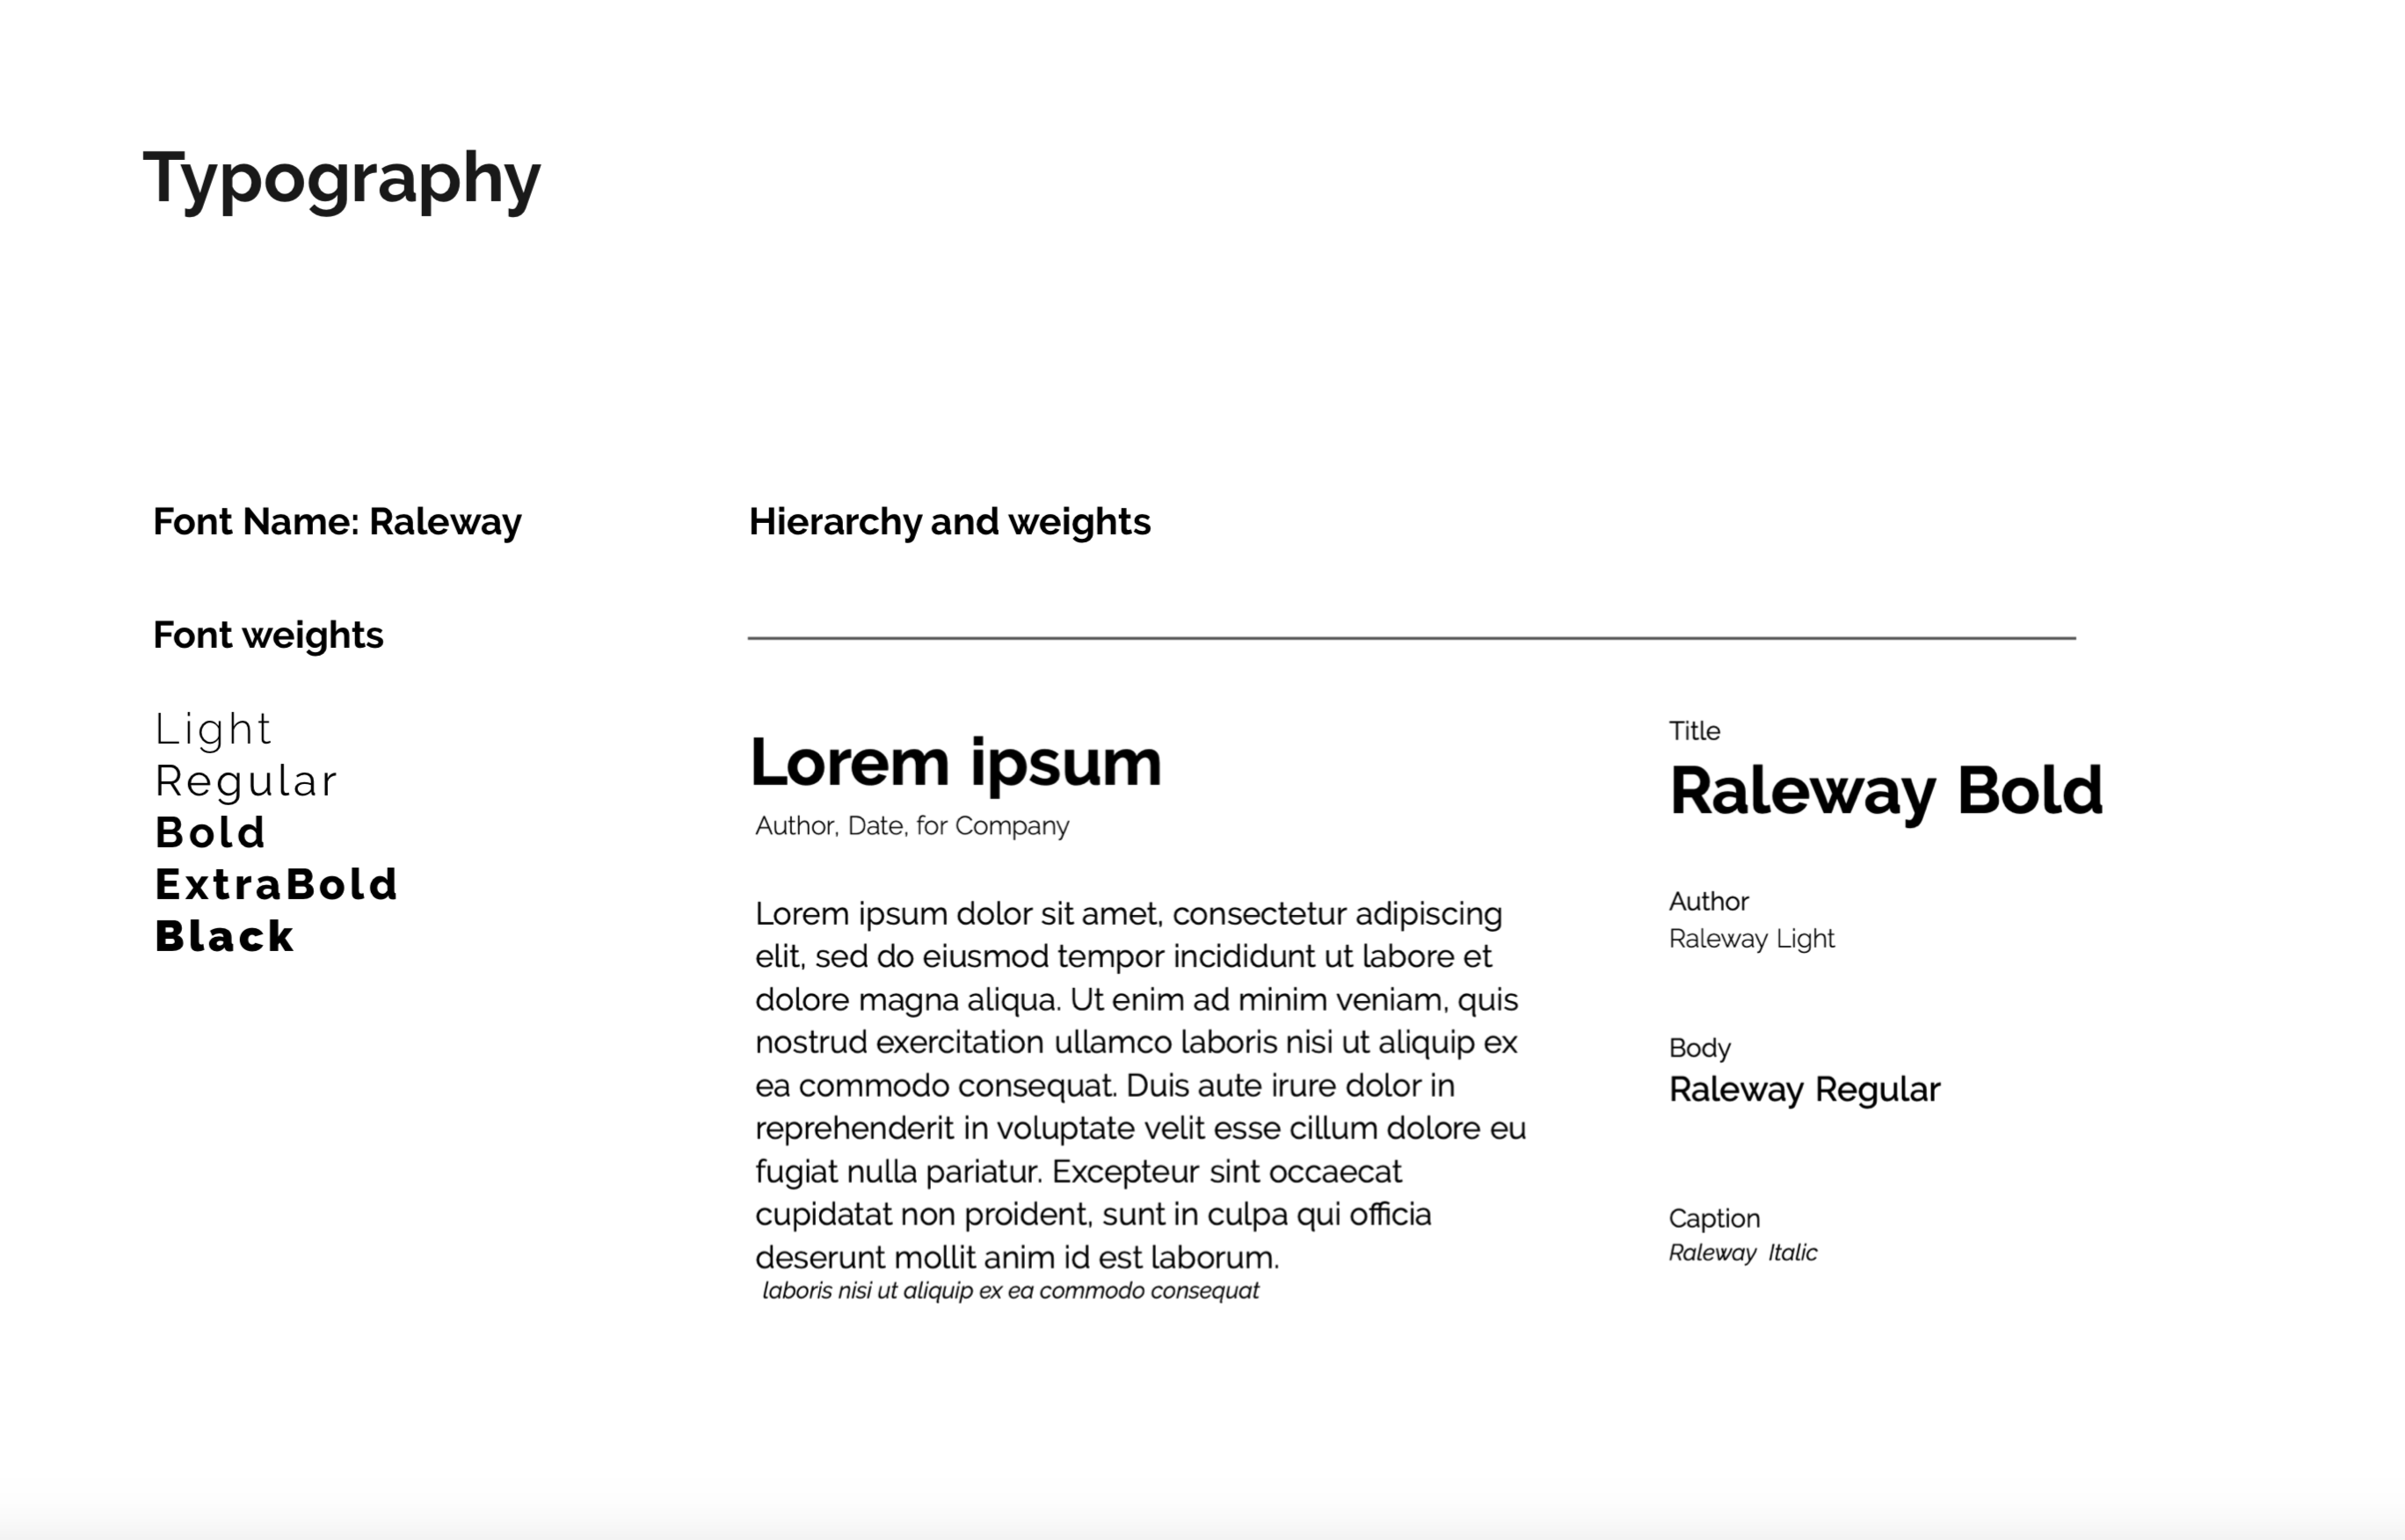 Typography
Font Name: Raleway
Font weights
Light
Regular
Bold
ExtraBold
Black
Hierarchy and weights
Lorem ipsum
Author, Date, for Company
Lorem ipsum dolor sit amet, consectetur adipiscing
elit, sed do eiusmod tempor incididunt ut labore et
dolore magna aliqua. Ut enim ad minim veniam, quis
nostrud exercitation ullamco laboris nisi ut aliquip ex
ea commodo consequat. Duis aute irure dolor in
reprehenderit in voluptate velit esse cillum dolore eu
fugiat nulla pariatur. Excepteur sint occaecat
cupidatat non proident, sunt in culpa qui officia
deserunt mollit anim id est laborum.
laboris nisi ut aliquip ex ea commodo consequat
Title
Raleway Bold
Author
Raleway Light
Body
Raleway Regular
Caption
Raleway Italic